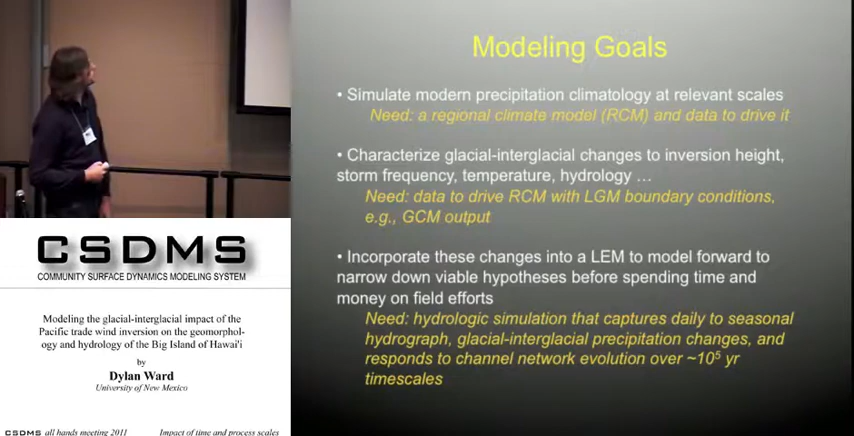 Modeling Goals
• Simulate modern precipitation climatology at relevant scales
Need: a regional climate model (RCM) and data to drive it
• Characterize glacial-interglacial changes to inversion height,
storm frequency, temperature, hydrology …
Need: data to drive RCM with LGM boundary conditions,
e.g., GCM output
• Incorporate these changes into a LEM to model forward to
narrow down viable hypotheses before spending time and
money on field efforts
Need: hydrologic simulation that captures daily to seasonal
hydrograph, glacial-interglacial precipitation changes, and
responds to channel network evolution over ~10⁵ yr
timescales
CSDMS
COMMUNITY SURFACE DYNAMICS MODELING SYSTEM
Modeling the glacial-interglacial impact of the
Pacific trade wind inversion on the geomorphol-
ogy and hydrology of the Big Island of Hawai'i
by
Dylan Ward
University of New Mexico
CSDMS all hands meeting 2011 Impact of time and process scales